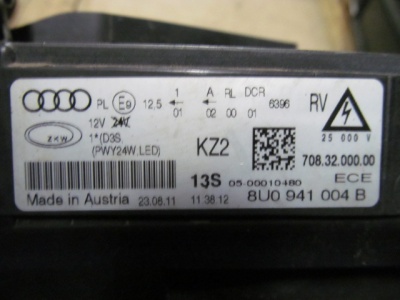 PL E9 12,5 1 A RL DCR 6396 RV
01 02 00 01
12V 24V
ZKW 1*(D3S,
(PWY24W.LED)
KZ2
25 000 V
708.32.000.00
13S 05-00010480 ECE
Made in Austria 23.06.11 11.38.12 8U0 941 004 B